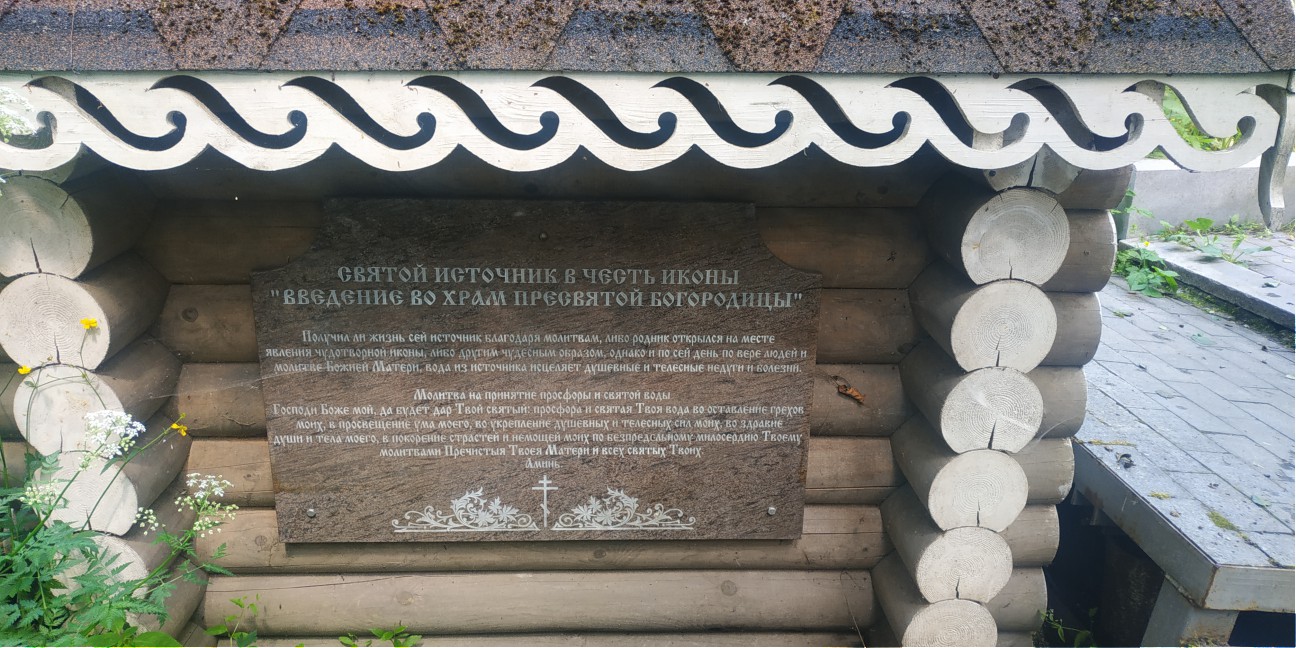 СВЯТОЙ ИСТОЧНИК В ЧЕСТЬ ИКОНЫ
"ВВЕДЕНИЕ ВО ХРАМ ПРЕСВЯТОЙ БОГОРОДИЦЫ"
Получил ли жизнь сей источник благодаря молитвам, либо родник открылся на месте
явления чудотворной иконы, либо другим чудесным образом, однако и по сей день по вере людей и
молитве Божией Матери, вода из источника исцеляет душевные и телесные недуги и болезни.
Молитва на принятие просфоры и святой воды
Господи Боже мой, да будет дар Твой святый: просфора и святая Твоя вода во оставление грехов
моих, в просвещение ума моего, во укрепление душевных и телесных сил моих, во здравие
души и тела моего, в покорение страстей и немощей моих по безпредельному милосердию Твоему
молитвами Пречистыя Твоея Матери и всех святых Твоих.
Аминь.